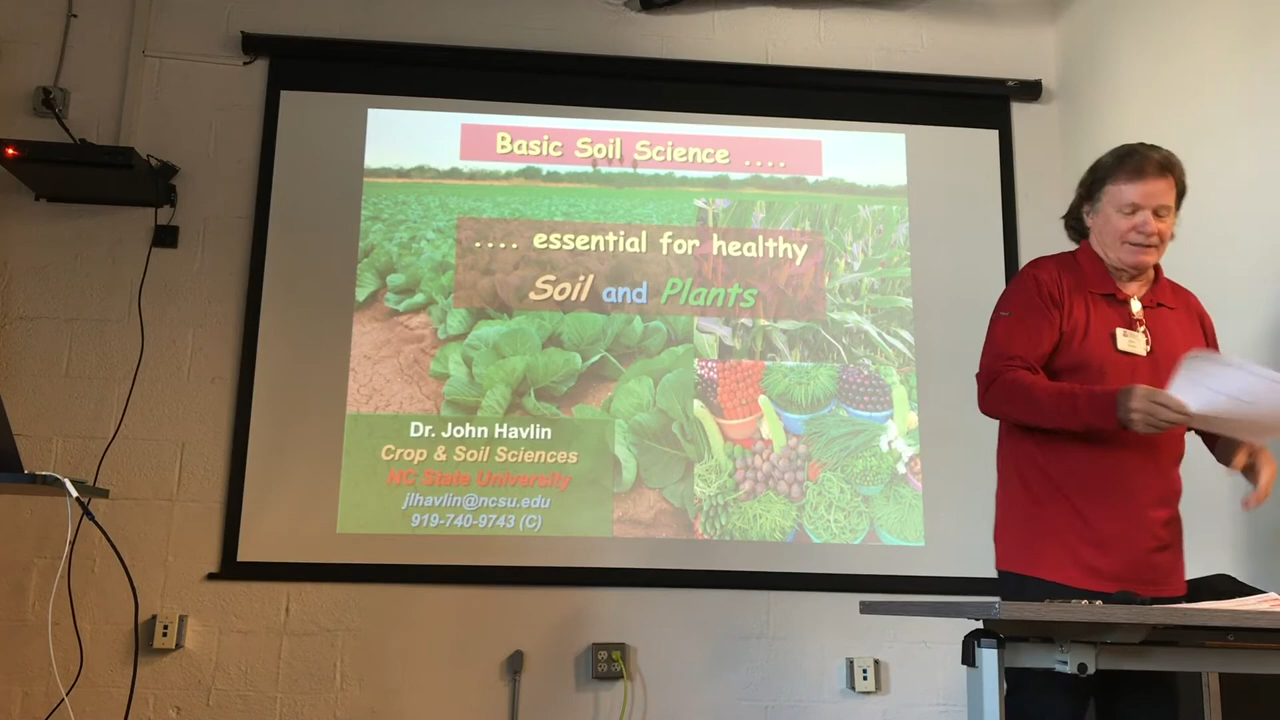 Basic Soil Science ....
.... essential for healthy
Soil and Plants
Dr. John Havlin
Crop & Soil Sciences
NC State University
jlhavlin@ncsu.edu
919-740-9743 (C)